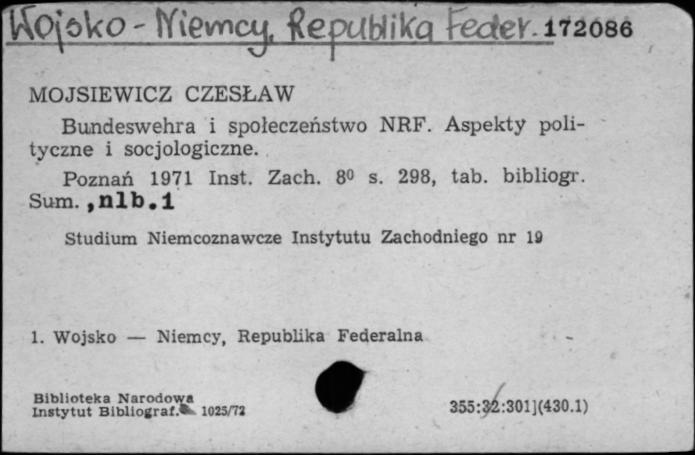 Wojsko - Niemcy, Republika Feder. 172086
MOJSIEWICZ CZESŁAW
Bundeswehra i społeczeństwo NRF. Aspekty poli-
tyczne i socjologiczne.
Poznań 1971 Inst. Zach. 8⁰ s. 298, tab. bibliogr.
Sum. , nlb. 1
Studium Niemcoznawcze Instytutu Zachodniego nr 19
1. Wojsko — Niemcy, Republika Federalna
Biblioteka Narodowa
Instytut Bibliograf. 1025/72
355:32:301](430.1)